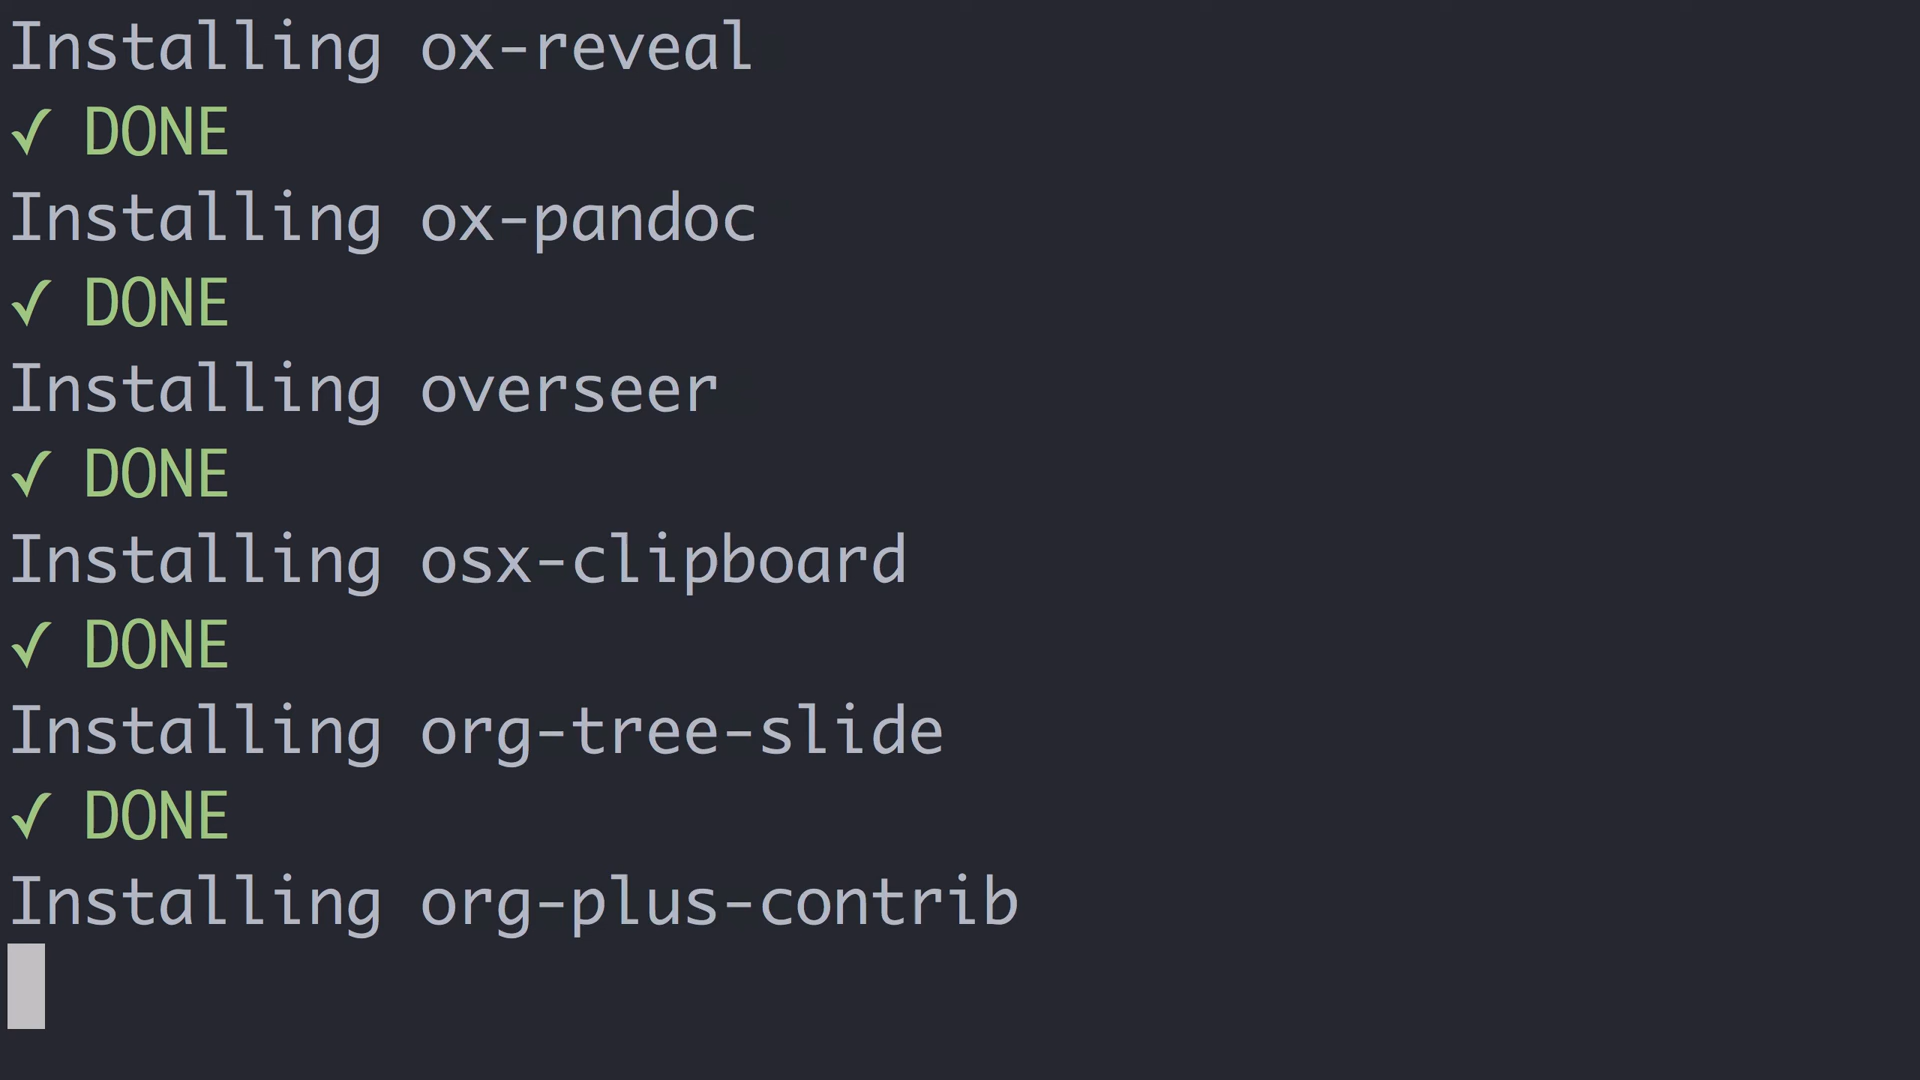 Installing ox-reveal
✓ DONE
Installing ox-pandoc
✓ DONE
Installing overseer
✓ DONE
Installing osx-clipboard
✓ DONE
Installing org-tree-slide
✓ DONE
Installing org-plus-contrib